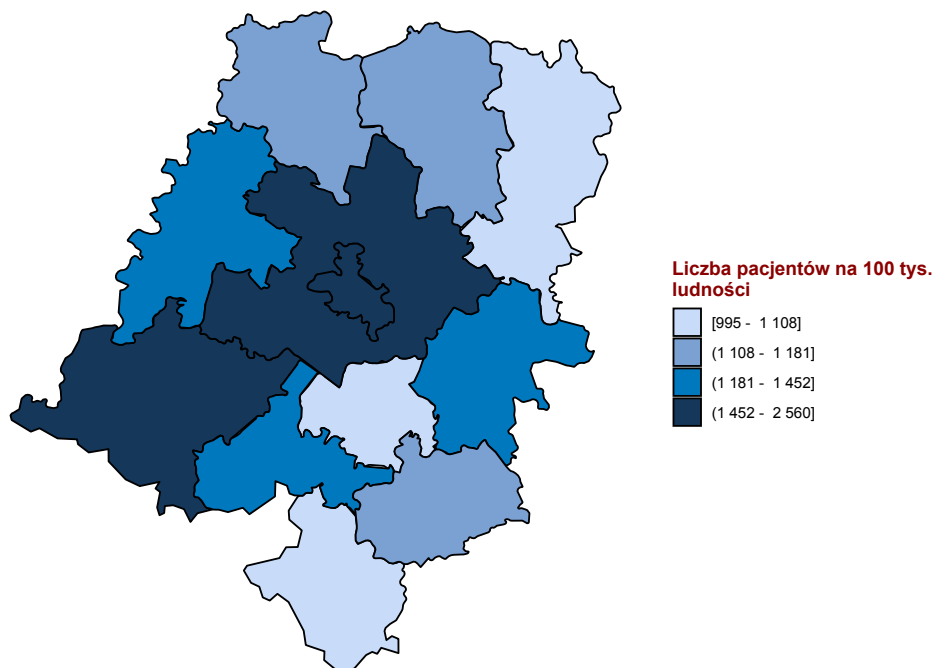 Liczba pacjentów na 100 tys.
ludności
[995 - 1 108]
(1 108 - 1 181]
(1 181 - 1 452]
(1 452 - 2 560]